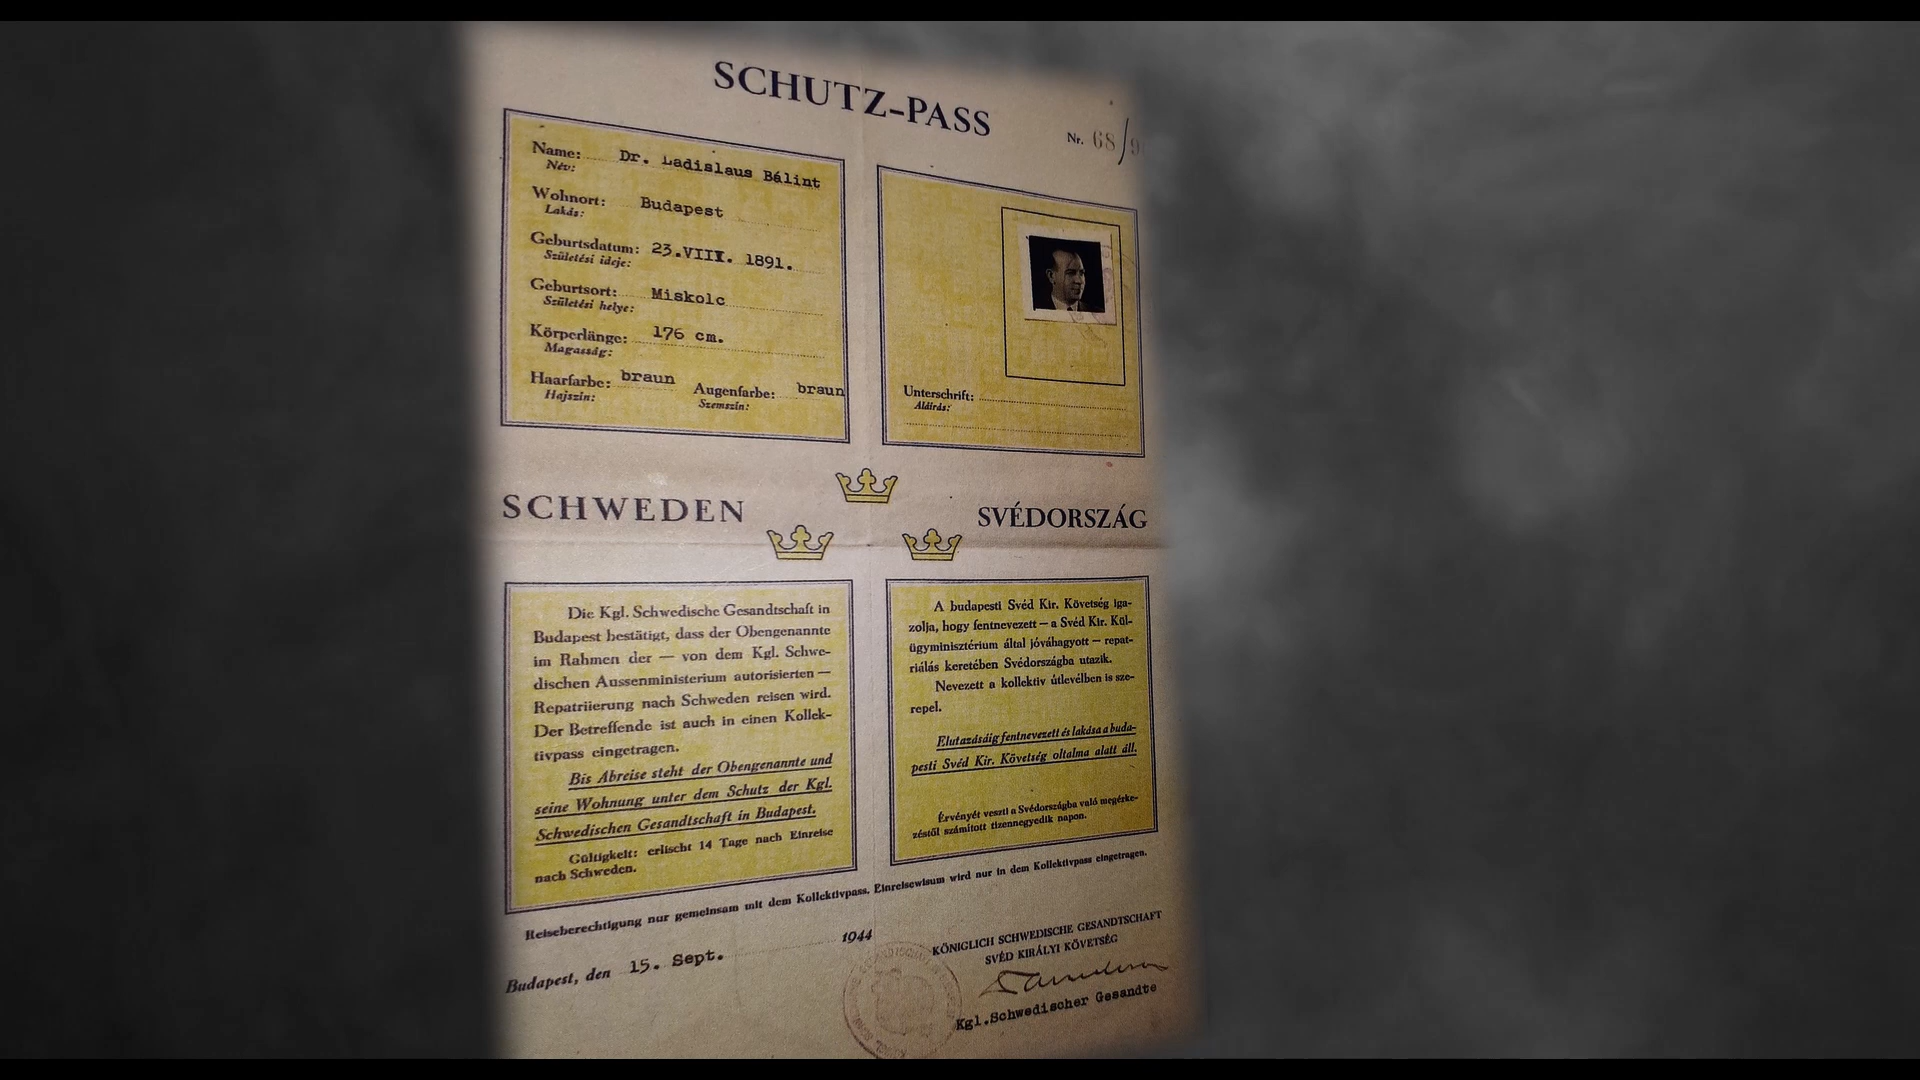 SCHUTZ-PASS
Nr. 68/9
Name: Dr. Ladislaus Bálint
Név:
Wohnort: Budapest
Lakás:
Geburtsdatum: 23.VIII. 1891.
Születési ideje:
Geburtsort: Miskolc
Születési helye:
Körperlänge: 176 cm.
Magasság:
Haarfarbe: braun Augenfarbe: braun
Hajszín: Szemszín:
Unterschrift:
Aláírás:
SCHWEDEN
SVÉDORSZÁG
Die Kgl. Schwedische Gesandtschaft in
Budapest bestätigt, dass der Obengenannte
im Rahmen der — von dem Kgl. Schwe-
dischen Aussenministerium autorisierten —
Repatriierung nach Schweden reisen wird.
Der Betreffende ist auch in einen Kollek-
tivpass eingetragen.
Bis Abreise steht der Obengenannte und
seine Wohnung unter dem Schutz der Kgl.
Schwedischen Gesandtschaft in Budapest.
Gültigkeit: erlischt 14 Tage nach Einreise
nach Schweden.
A budapesti Svéd Kir. Követség iga-
zolja, hogy fentnevezett — a Svéd Kir. Kül-
ügyminisztérium által jóváhagyott — repat-
riálás keretében Svédországba utazik.
Nevezett a kollektiv útlevélben is sze-
repel.
Elutazásáig fentnevezett és lakása a buda-
pesti Svéd Kir. Követség oltalma alatt áll.
Érvényét veszti a Svédországba való megérke-
zéstől számított tizennegyedik napon.
Reiseberechtigung nur gemeinsam mit dem Kollektivpass. Einreisewisum wird nur in dem Kollektivpass eingetragen.
Budapest, den 15. Sept. 1944
KÖNIGLICH SCHWEDISCHE GESANDTSCHAFT
SVÉD KIRÁLYI KÖVETSÉG
Kgl.Schwedischer Gesandte